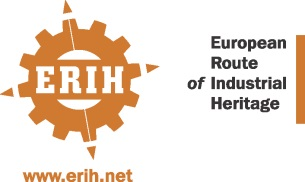 ERIH
www.erih.net
European
Route
of Industrial
Heritage